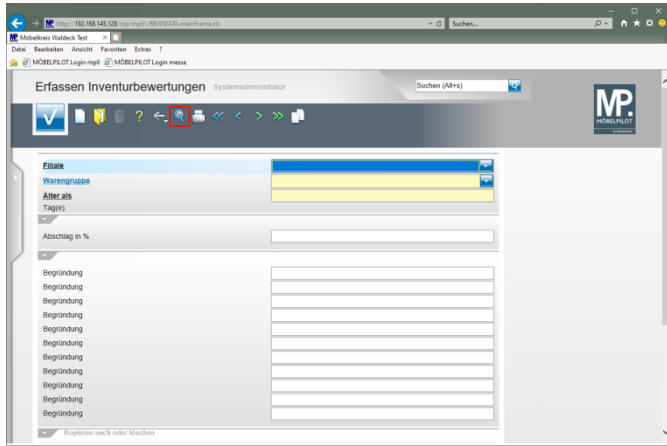 http://192.168.145.128/csp/mp61/BEWIDATA.mainFrame.cls
Suchen...
Möbelkreis Waldeck Test
Datei Bearbeiten Ansicht Favoriten Extras ?
MÖBELPILOT Login mp6 MÖBELPILOT Login messe
Erfassen Inventurbewertungen Systemadministrator
Suchen (Alt+s)
MP.
MÖBELPILOT
Filiale
Warengruppe
Älter als
Tag(e)
Abschlag in %
Begründung
Begründung
Begründung
Begründung
Begründung
Begründung
Begründung
Begründung
Begründung
Begründung
Begründung
Kopieren nach oder löschen